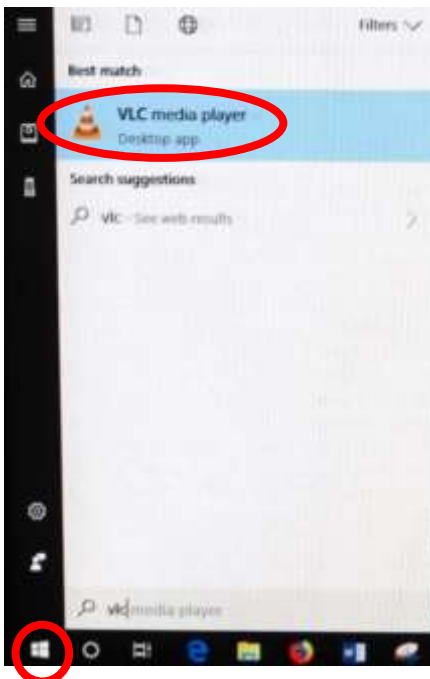 Filters
Best match
VLC media player
Desktop app
Search suggestions
vlc - See web results
vlc media player